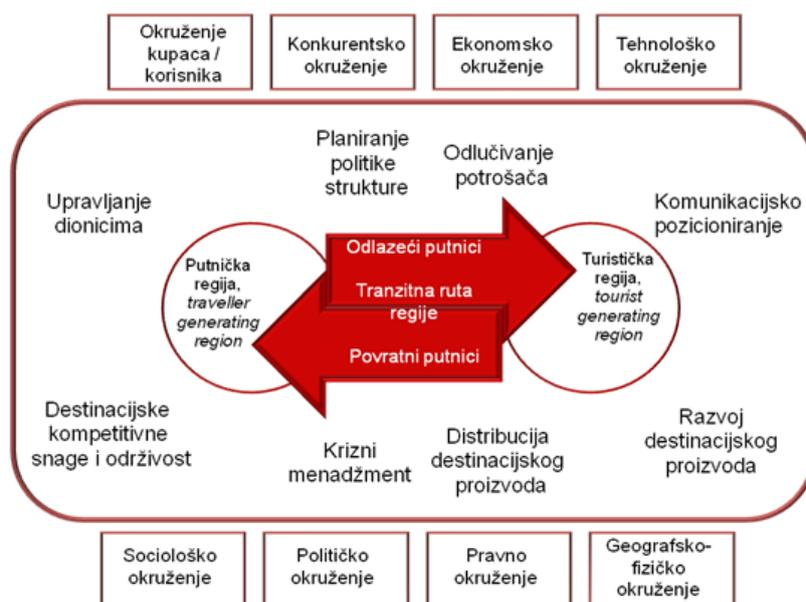 Okruženje
kupaca /
korisnika
Konkurentsko
okruženje
Ekonomsko
okruženje
Tehnološko
okruženje
Planiranje
politike
strukture
Odlučivanje
potrošača
Upravljanje
dionicima
Komunikacijsko
pozicioniranje
Putnička
regija,
traveller
generating
region
Odlazeći putnici
Tranzitna ruta
regije
Povratni putnici
Turistička
regija,
tourist
generating
region
Destinacijske
kompetitivne
snage i održivost
Krizni
menadžment
Distribucija
destinacijskog
proizvoda
Razvoj
destinacijskog
proizvoda
Sociološko
okruženje
Političko
okruženje
Pravno
okruženje
Geografsko-
fizičko
okruženje